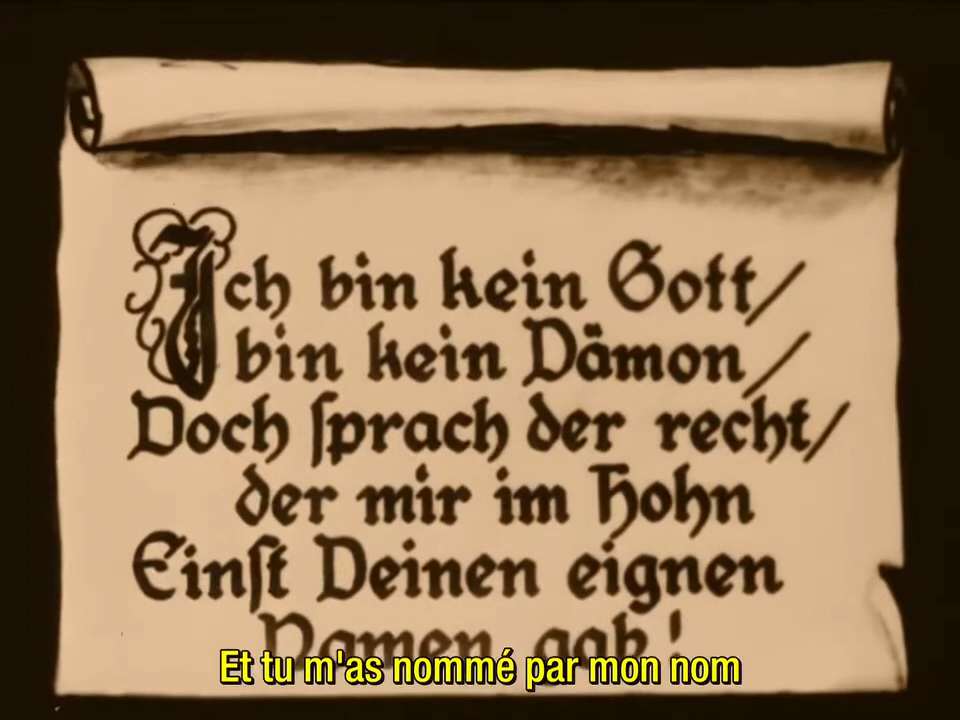 Ich bin kein Gott/
bin kein Dämon/
Doch ſprach der recht/
der mir im Hohn
Einſt Deinen eignen
Namen gab!
Et tu m'as nommé par mon nom